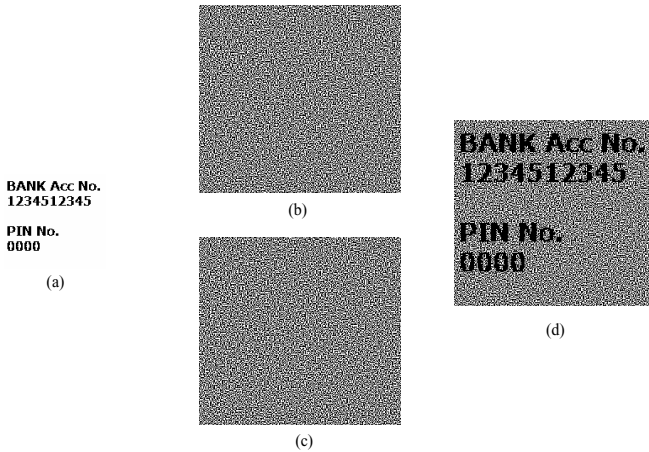 BANK Acc No.
1234512345
PIN No.
0000
(a)
(b)
(c)
BANK Acc No.
1234512345
PIN No.
0000
(d)